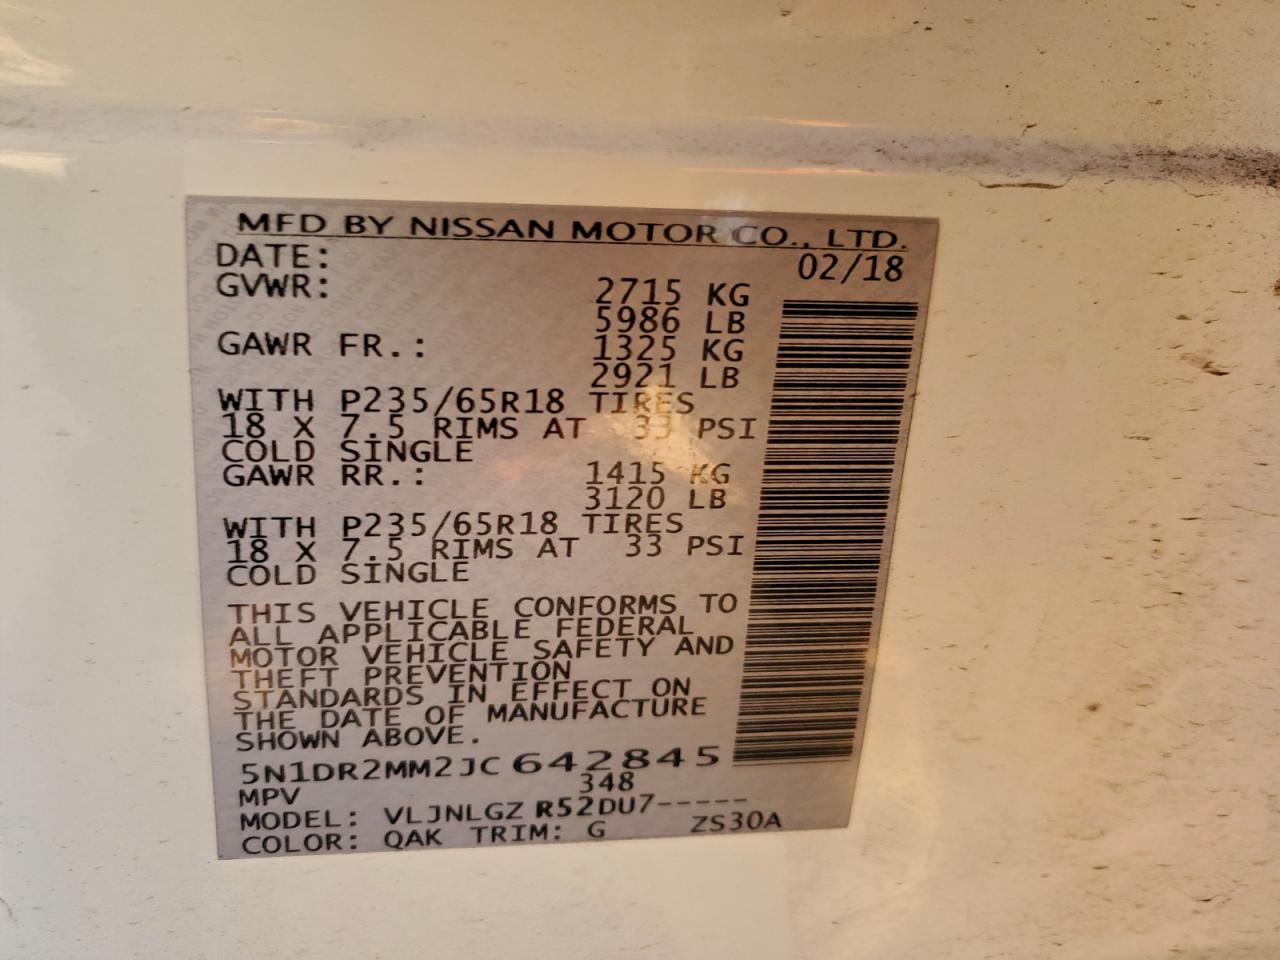 MFD BY NISSAN MOTOR CO., LTD.
DATE: 02/18
GVWR: 2715 KG
5986 LB
GAWR FR.: 1325 KG
2921 LB
WITH P235/65R18 TIRES
18 X 7.5 RIMS AT 33 PSI
COLD SINGLE
GAWR RR.: 1415 KG
3120 LB
WITH P235/65R18 TIRES
18 X 7.5 RIMS AT 33 PSI
COLD SINGLE
THIS VEHICLE CONFORMS TO
ALL APPLICABLE FEDERAL
MOTOR VEHICLE SAFETY AND
THEFT PREVENTION
STANDARDS IN EFFECT ON
THE DATE OF MANUFACTURE
SHOWN ABOVE.
5N1DR2MM2JC642845
MPV 348
MODEL: VLJNLGZ R52DU7-----
COLOR: QAK TRIM: G ZS30A